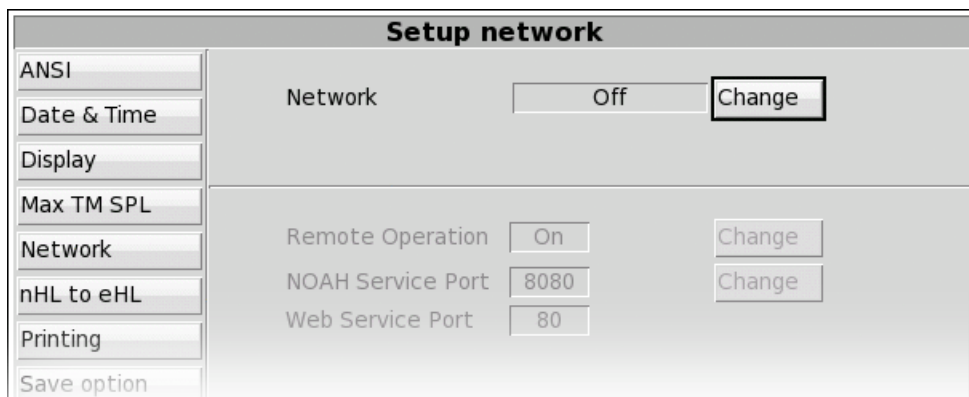 Setup network
ANSI
Date & Time
Display
Max TM SPL
Network
nHL to eHL
Printing
Save option
Network Off Change
Remote Operation On Change
NOAH Service Port 8080 Change
Web Service Port 80